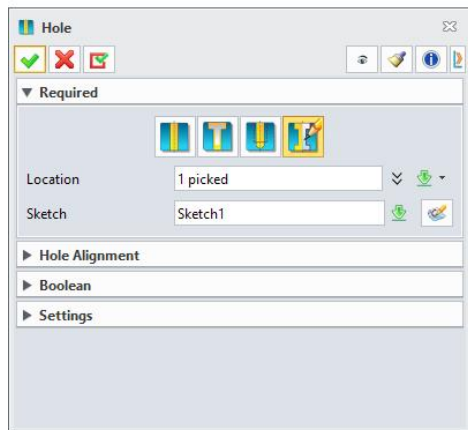 Hole
Required
Location 1 picked
Sketch Sketch1
Hole Alignment
Boolean
Settings